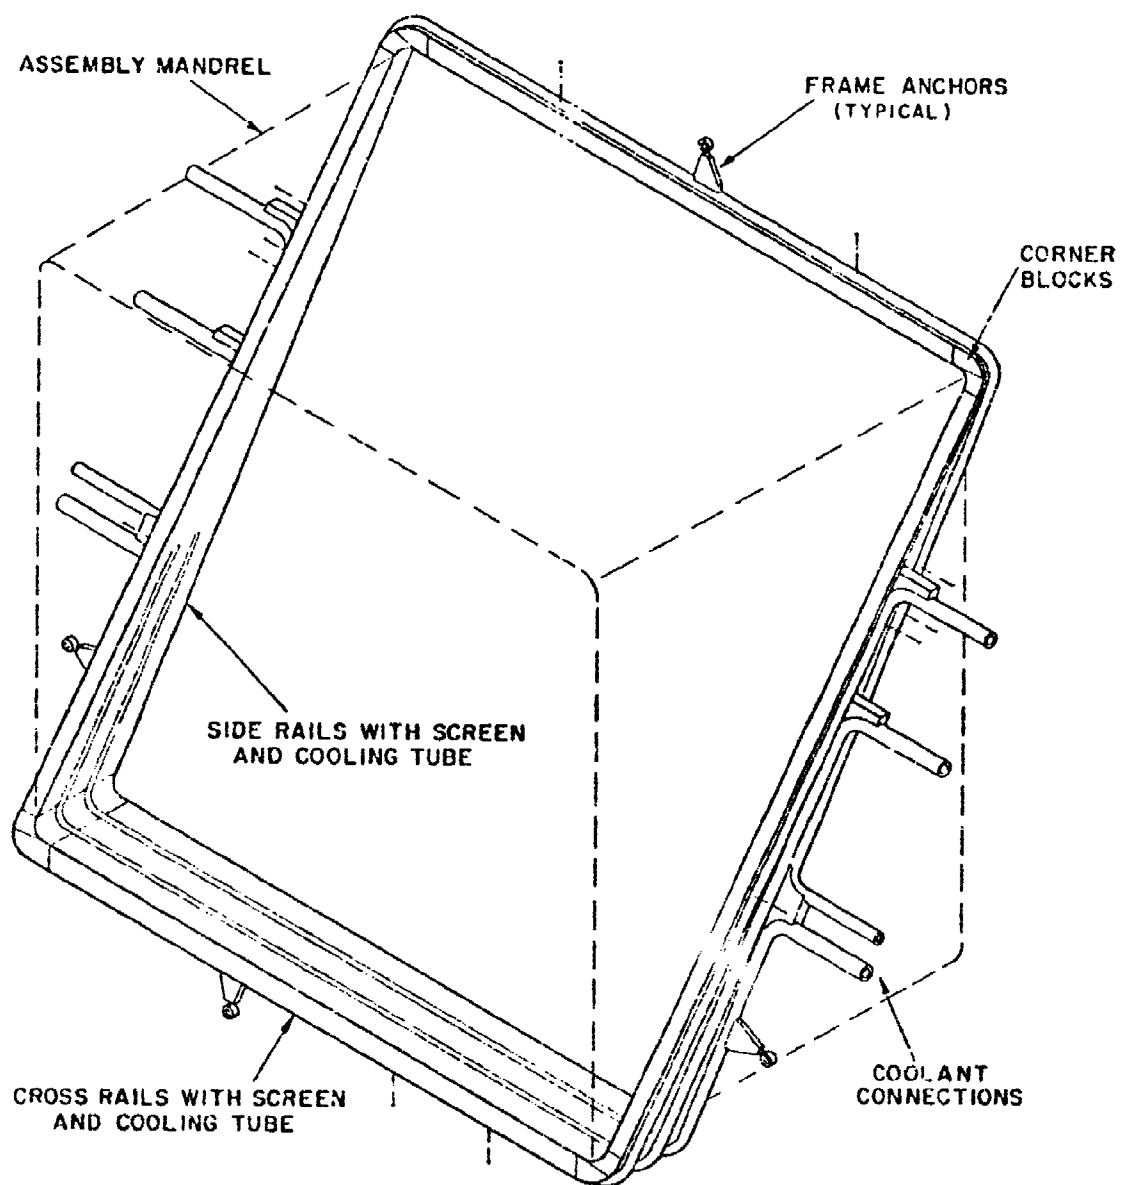 ASSEMBLY MANDREL
FRAME ANCHORS
(TYPICAL)
CORNER
BLOCKS
SIDE RAILS WITH SCREEN
AND COOLING TUBE
CROSS RAILS WITH SCREEN
AND COOLING TUBE
COOLANT
CONNECTIONS